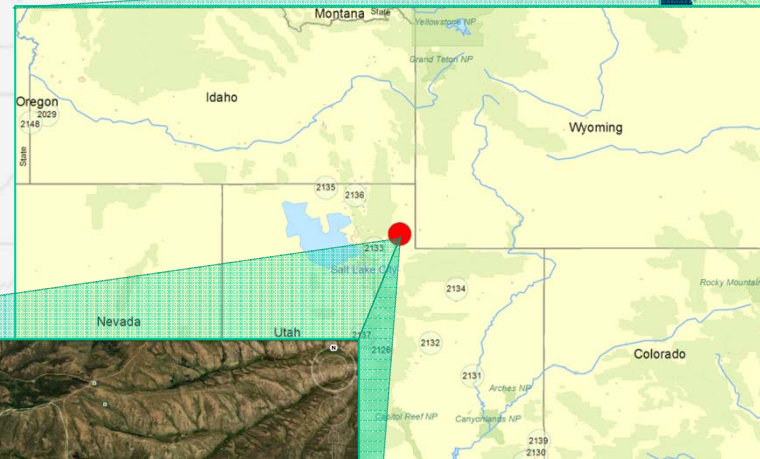 Montana
State
Yellowstone NP
Grand Teton NP
Idaho
Oregon
2029
2148
State
Wyoming
2135
2136
2133
Salt Lake City
2134
Rocky Mountain
Nevada
Utah
2137
2126
2132
Colorado
2131
Arches NP
Capitol Reef NP
Canyonlands NP
2139
2130
N